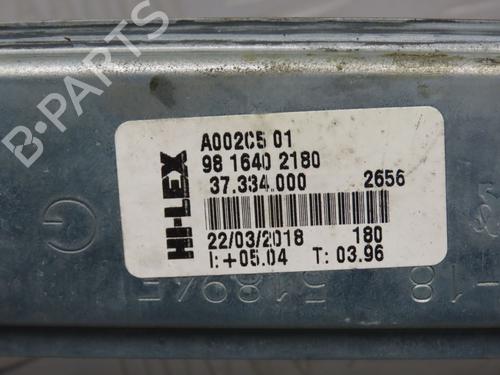 A002C5 01
98 1640 2180
37.334.000 2656
HI-LEX
22/03/2018 180
I:+05.04 T: 03.96
B-PARTS